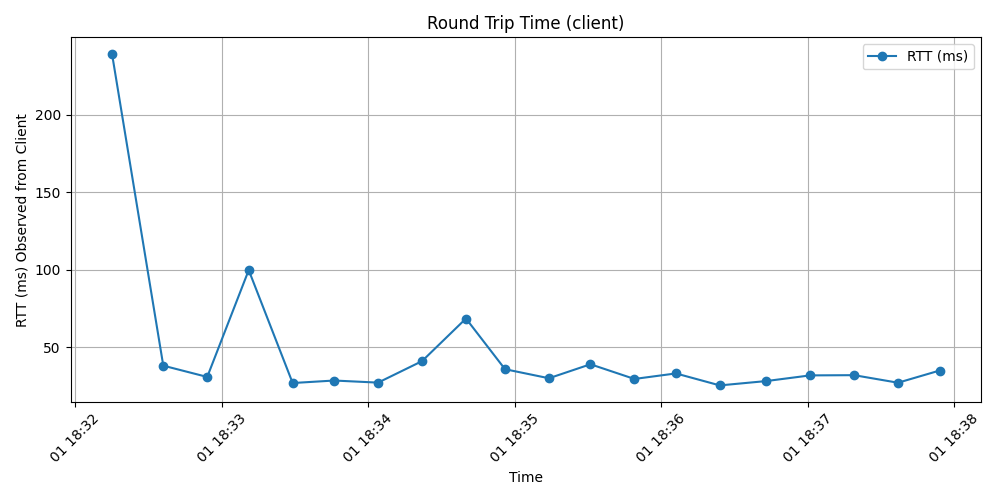 Round Trip Time (client)
RTT (ms)
RTT (ms) Observed from Client
200
150
100
50
01 18:32
01 18:33
01 18:34
01 18:35
01 18:36
01 18:37
01 18:38
Time